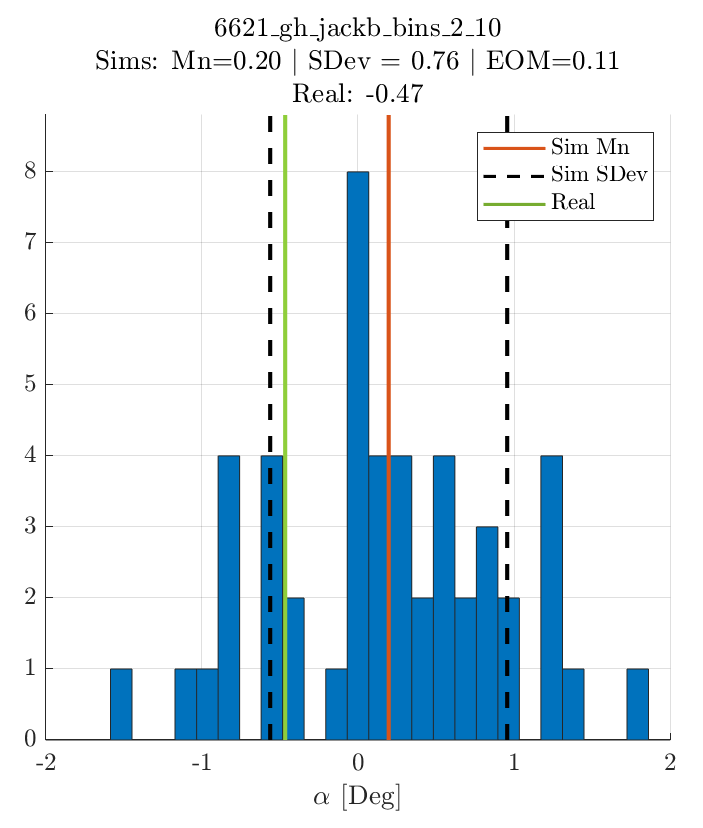 6621_gh_jackb_bins_2_10
Sims: Mn=0.20 | SDev = 0.76 | EOM=0.11
Real: -0.47
Sim Mn
Sim SDev
Real
8
7
6
5
4
3
2
1
0
-2 -1 0 1 2
α [Deg]